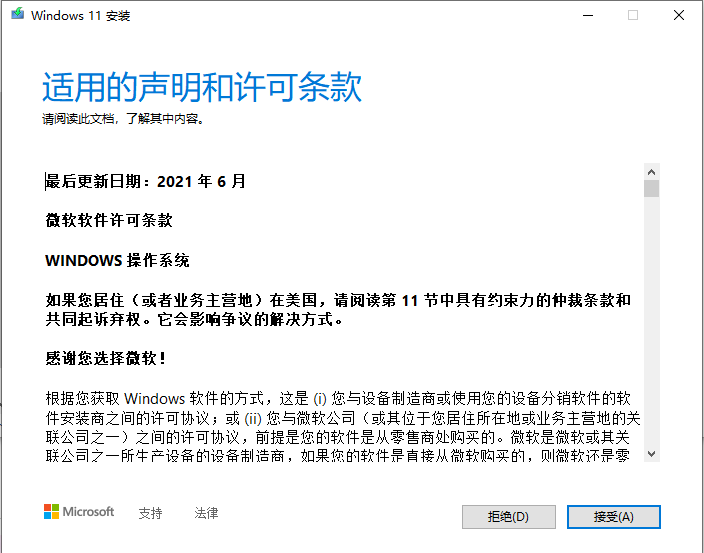 Windows 11 安装
适用的声明和许可条款
请阅读此文档，了解其中内容。
最后更新日期：2021 年 6 月
微软软件许可条款
WINDOWS 操作系统
如果您居住（或者业务主营地）在美国，请阅读第 11 节中具有约束力的仲裁条款和
共同起诉弃权。它会影响争议的解决方式。
感谢您选择微软！
根据您获取 Windows 软件的方式，这是 (i) 您与设备制造商或使用您的设备分销软件的软
件安装商之间的许可协议；或 (ii) 您与微软公司（或其位于您居住所在地或业务主营地的关
联公司之一）之间的许可协议，前提是您的软件是从零售商处购买的。微软是微软或其关
联公司之一所生产设备的设备制造商，如果您的软件是直接从微软购买的，则微软还是零
Microsoft 支持 法律 拒绝(D) 接受(A)